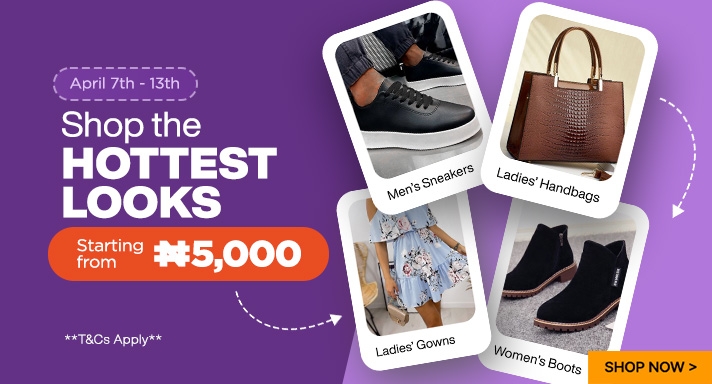 April 7th - 13th
Shop the
HOTTEST
LOOKS
Starting
from
₦5,000
**T&Cs Apply**
Men's Sneakers
Ladies' Handbags
Ladies' Gowns
Women's Boots
SHOP NOW >